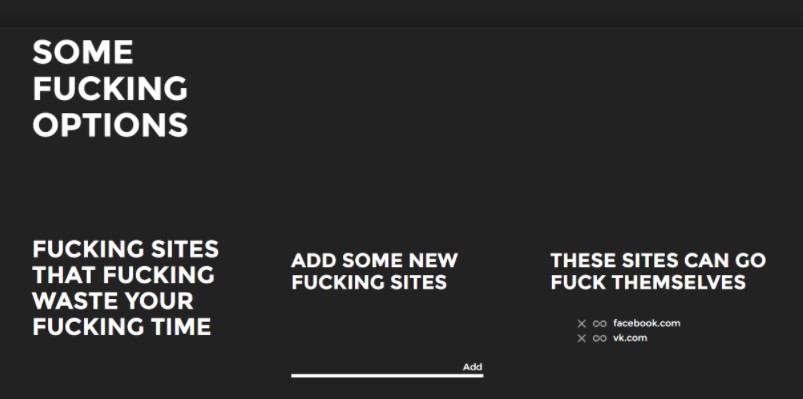 SOME
FUCKING
OPTIONS
FUCKING SITES
THAT FUCKING
WASTE YOUR
FUCKING TIME
ADD SOME NEW
FUCKING SITES
Add
THESE SITES CAN GO
FUCK THEMSELVES
facebook.com
vk.com